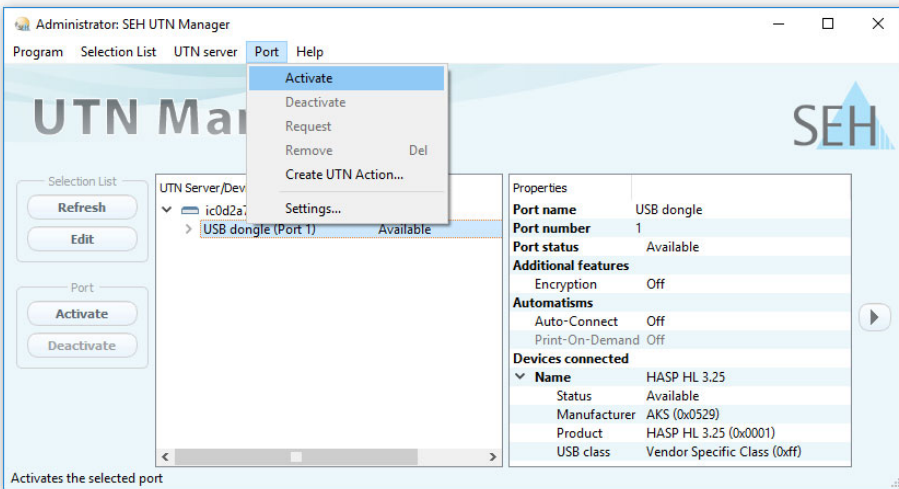 Administrator: SEH UTN Manager
Program Selection List UTN server Port Help
Activate
Deactivate
Request
Remove Del
Create UTN Action...
Settings...
UTN Mar
SEH
Selection List
Refresh
Edit
Port
Activate
Deactivate
UTN Server/Dev
ic0d2a7
USB dongle (Port 1) Available
Properties
Port name USB dongle
Port number 1
Port status Available
Additional features
Encryption Off
Automatisms
Auto-Connect Off
Print-On-Demand Off
Devices connected
Name HASP HL 3.25
Status Available
Manufacturer AKS (0x0529)
Product HASP HL 3.25 (0x0001)
USB class Vendor Specific Class (0xff)
Activates the selected port